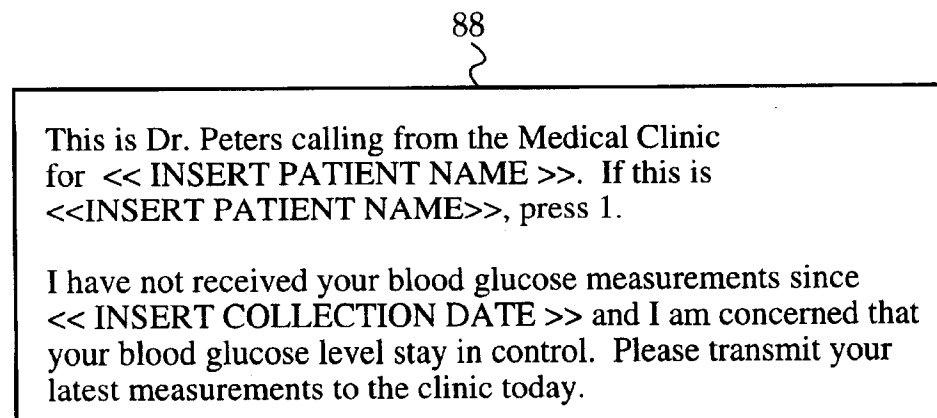 88
This is Dr. Peters calling from the Medical Clinic
for << INSERT PATIENT NAME >>. If this is
<<INSERT PATIENT NAME>>, press 1.
I have not received your blood glucose measurements since
<< INSERT COLLECTION DATE >> and I am concerned that
your blood glucose level stay in control. Please transmit your
latest measurements to the clinic today.